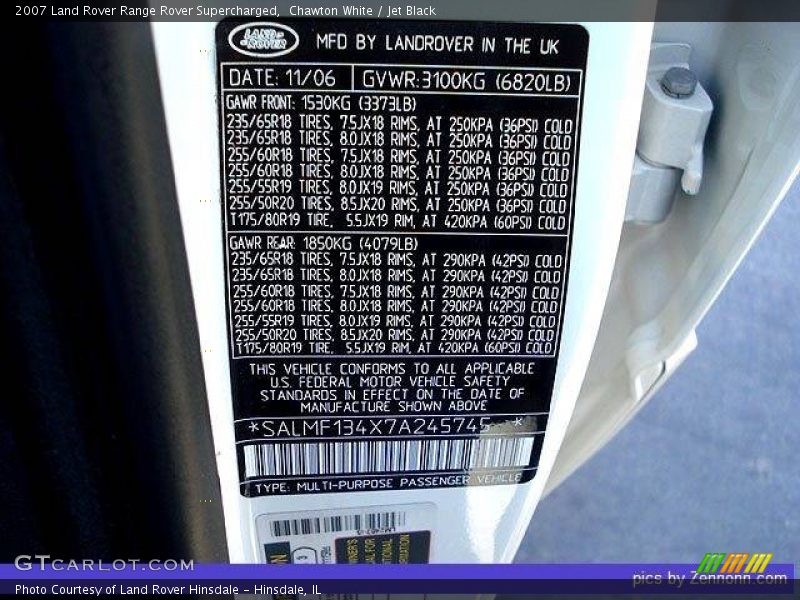 2007 Land Rover Range Rover Supercharged, Chawton White / Jet Black
LAND-ROVER MFD BY LANDROVER IN THE UK
DATE: 11/06 GVWR:3100KG (6820LB)
GAWR FRONT: 1530KG (3373LB)
235/65R18 TIRES, 7.5JX18 RIMS, AT 250KPA (36PSI) COLD
235/65R18 TIRES, 8.0JX18 RIMS, AT 250KPA (36PSI) COLD
255/60R18 TIRES, 7.5JX18 RIMS, AT 250KPA (36PSI) COLD
255/60R18 TIRES, 8.0JX18 RIMS, AT 250KPA (36PSI) COLD
255/55R19 TIRES, 8.0JX19 RIMS, AT 250KPA (36PSI) COLD
255/50R20 TIRES, 8.5JX20 RIMS, AT 250KPA (36PSI) COLD
T175/80R19 TIRE, 5.5JX19 RIM, AT 420KPA (60PSI) COLD
GAWR REAR: 1850KG (4079LB)
235/65R18 TIRES, 7.5JX18 RIMS, AT 290KPA (42PSI) COLD
235/65R18 TIRES, 8.0JX18 RIMS, AT 290KPA (42PSI) COLD
255/60R18 TIRES, 7.5JX18 RIMS, AT 290KPA (42PSI) COLD
255/60R18 TIRES, 8.0JX18 RIMS, AT 290KPA (42PSI) COLD
255/55R19 TIRES, 8.0JX19 RIMS, AT 290KPA (42PSI) COLD
255/50R20 TIRES, 8.5JX20 RIMS, AT 290KPA (42PSI) COLD
T175/80R19 TIRE, 5.5JX19 RIM, AT 420KPA (60PSI) COLD
THIS VEHICLE CONFORMS TO ALL APPLICABLE
U.S. FEDERAL MOTOR VEHICLE SAFETY
STANDARDS IN EFFECT ON THE DATE OF
MANUFACTURE SHOWN ABOVE
*SALMF134X7A245745 *
TYPE: MULTI-PURPOSE PASSENGER VEHICLE
GTcarlot.com
pics by Zennonn.com
Photo Courtesy of Land Rover Hinsdale - Hinsdale, IL